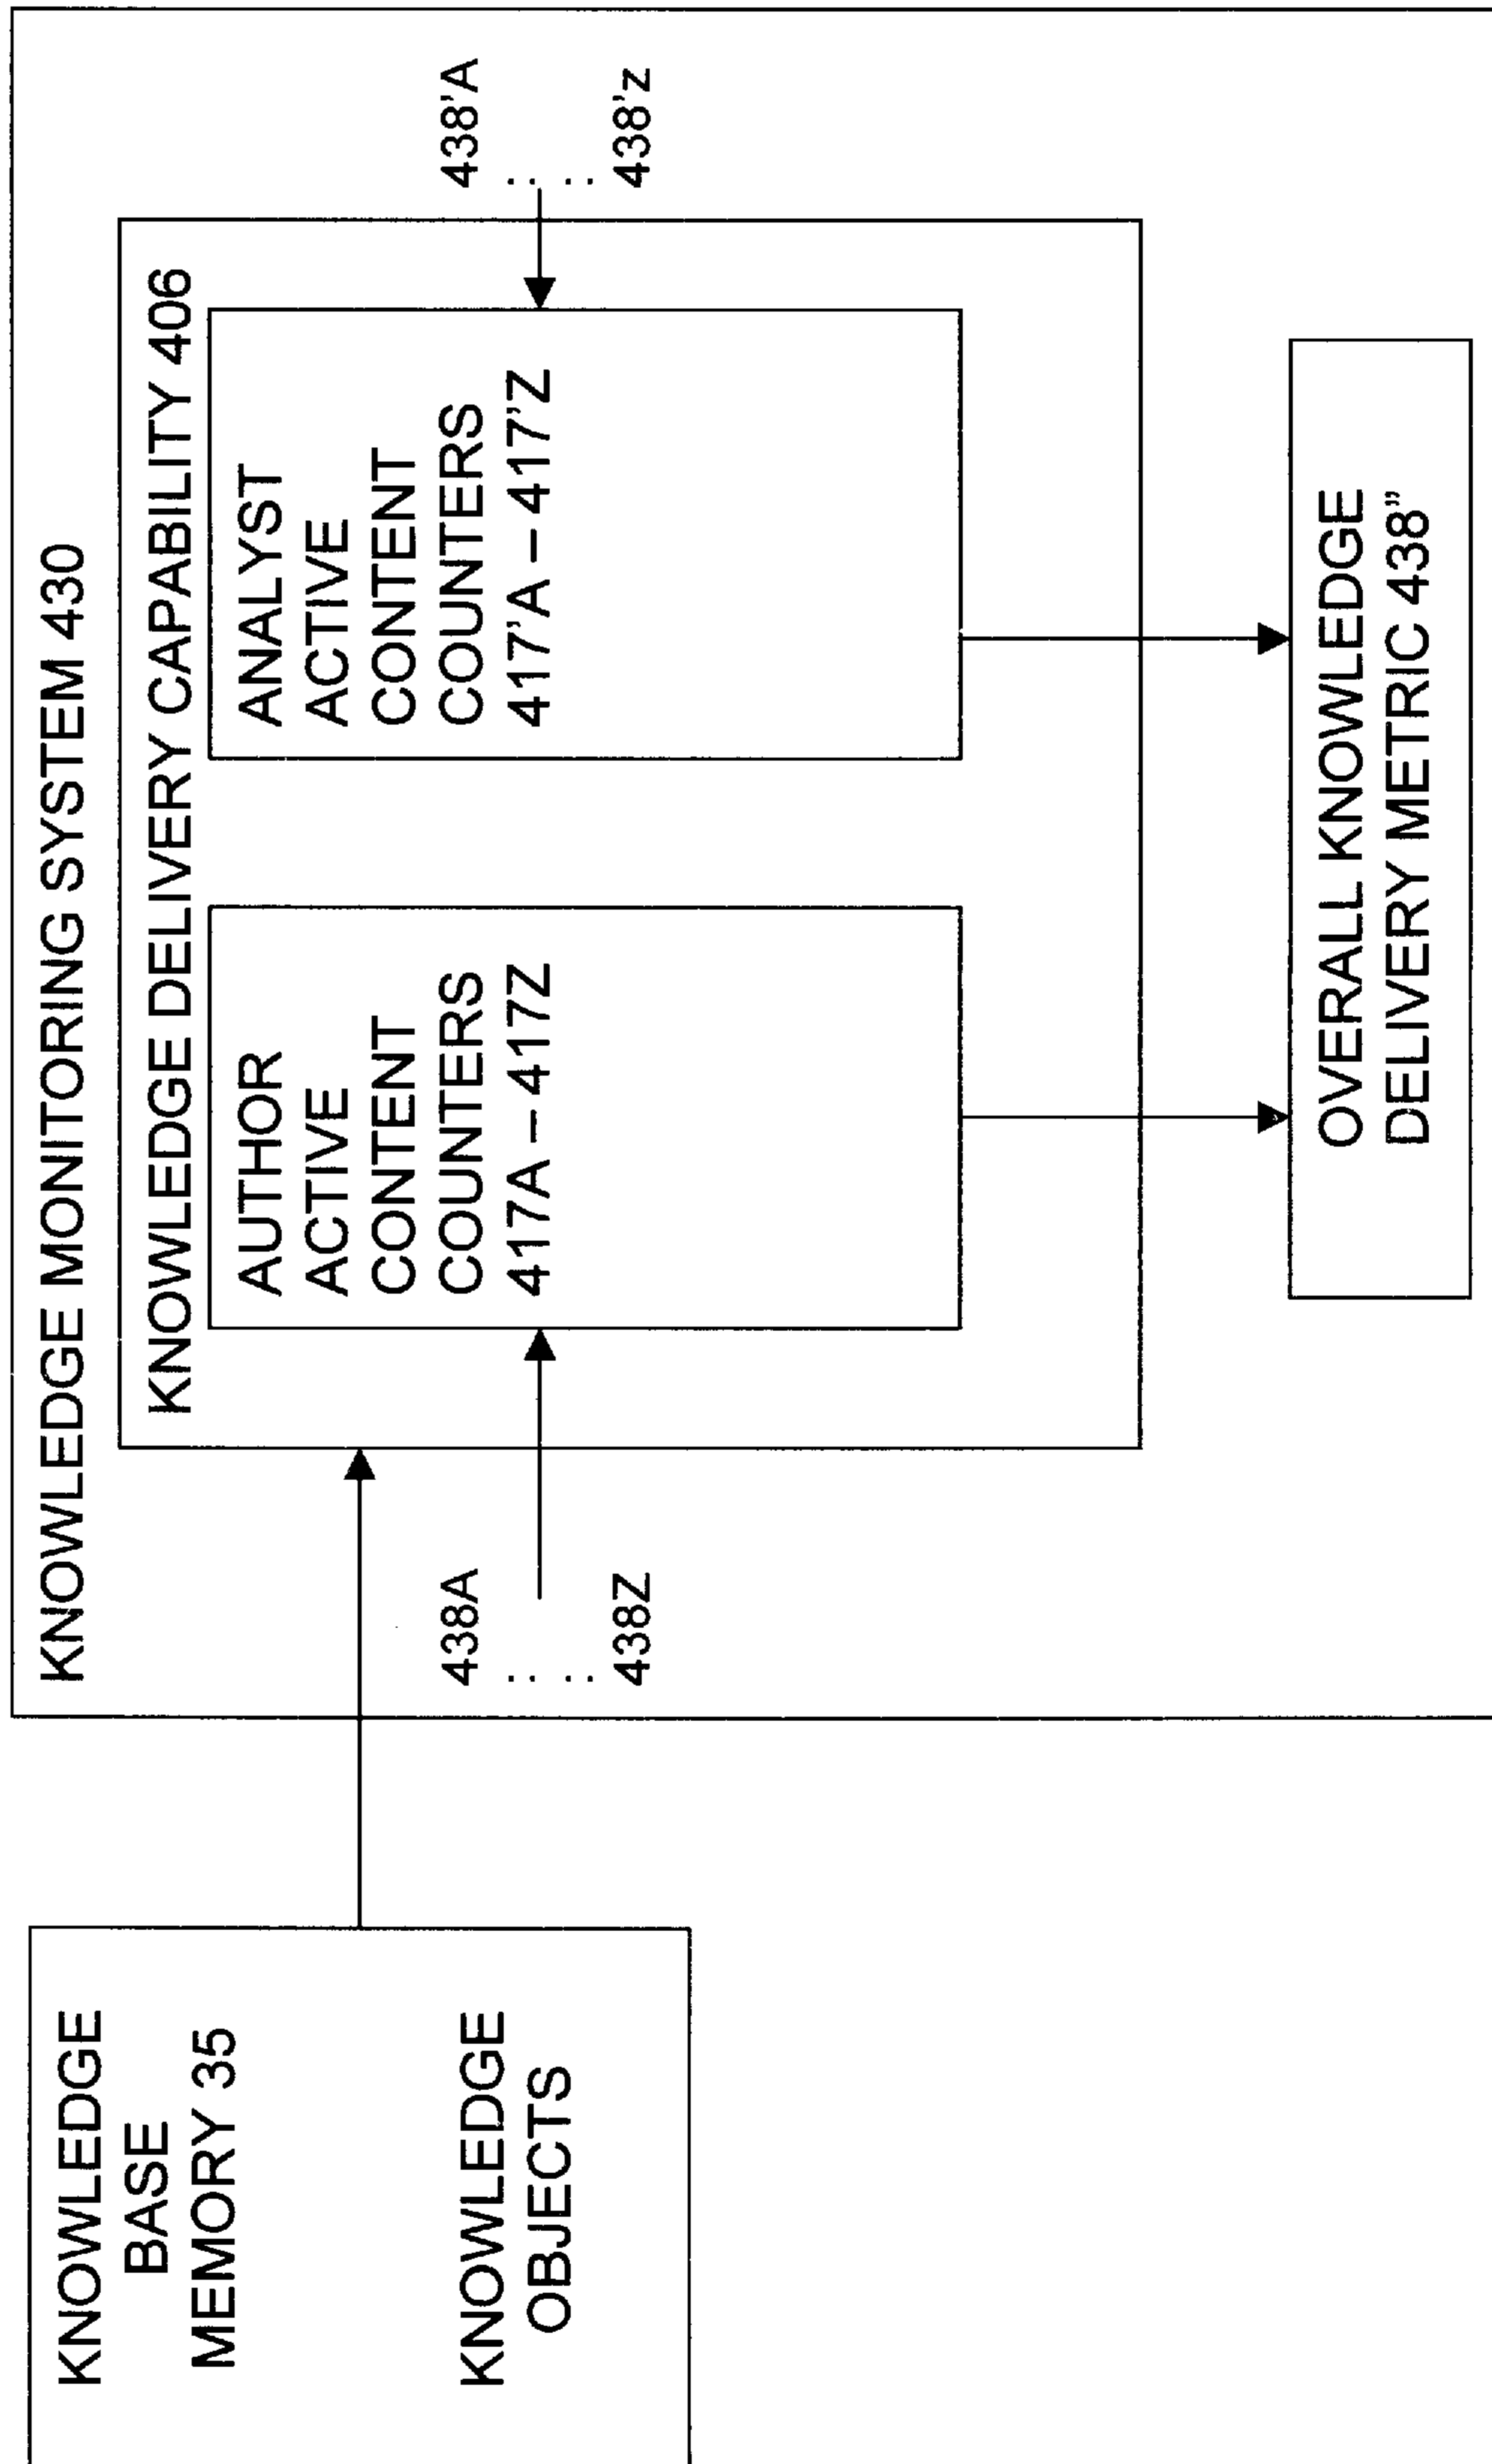 KNOWLEDGE
BASE
MEMORY 35
KNOWLEDGE
OBJECTS
KNOWLEDGE MONITORING SYSTEM 430
KNOWLEDGE DELIVERY CAPABILITY 406
438A
: :
438Z
AUTHOR
ACTIVE
CONTENT
COUNTERS
417A – 417Z
ANALYST
ACTIVE
CONTENT
COUNTERS
417'A – 417'Z
438'A
: :
438'z
OVERALL KNOWLEDGE
DELIVERY METRIC 438”